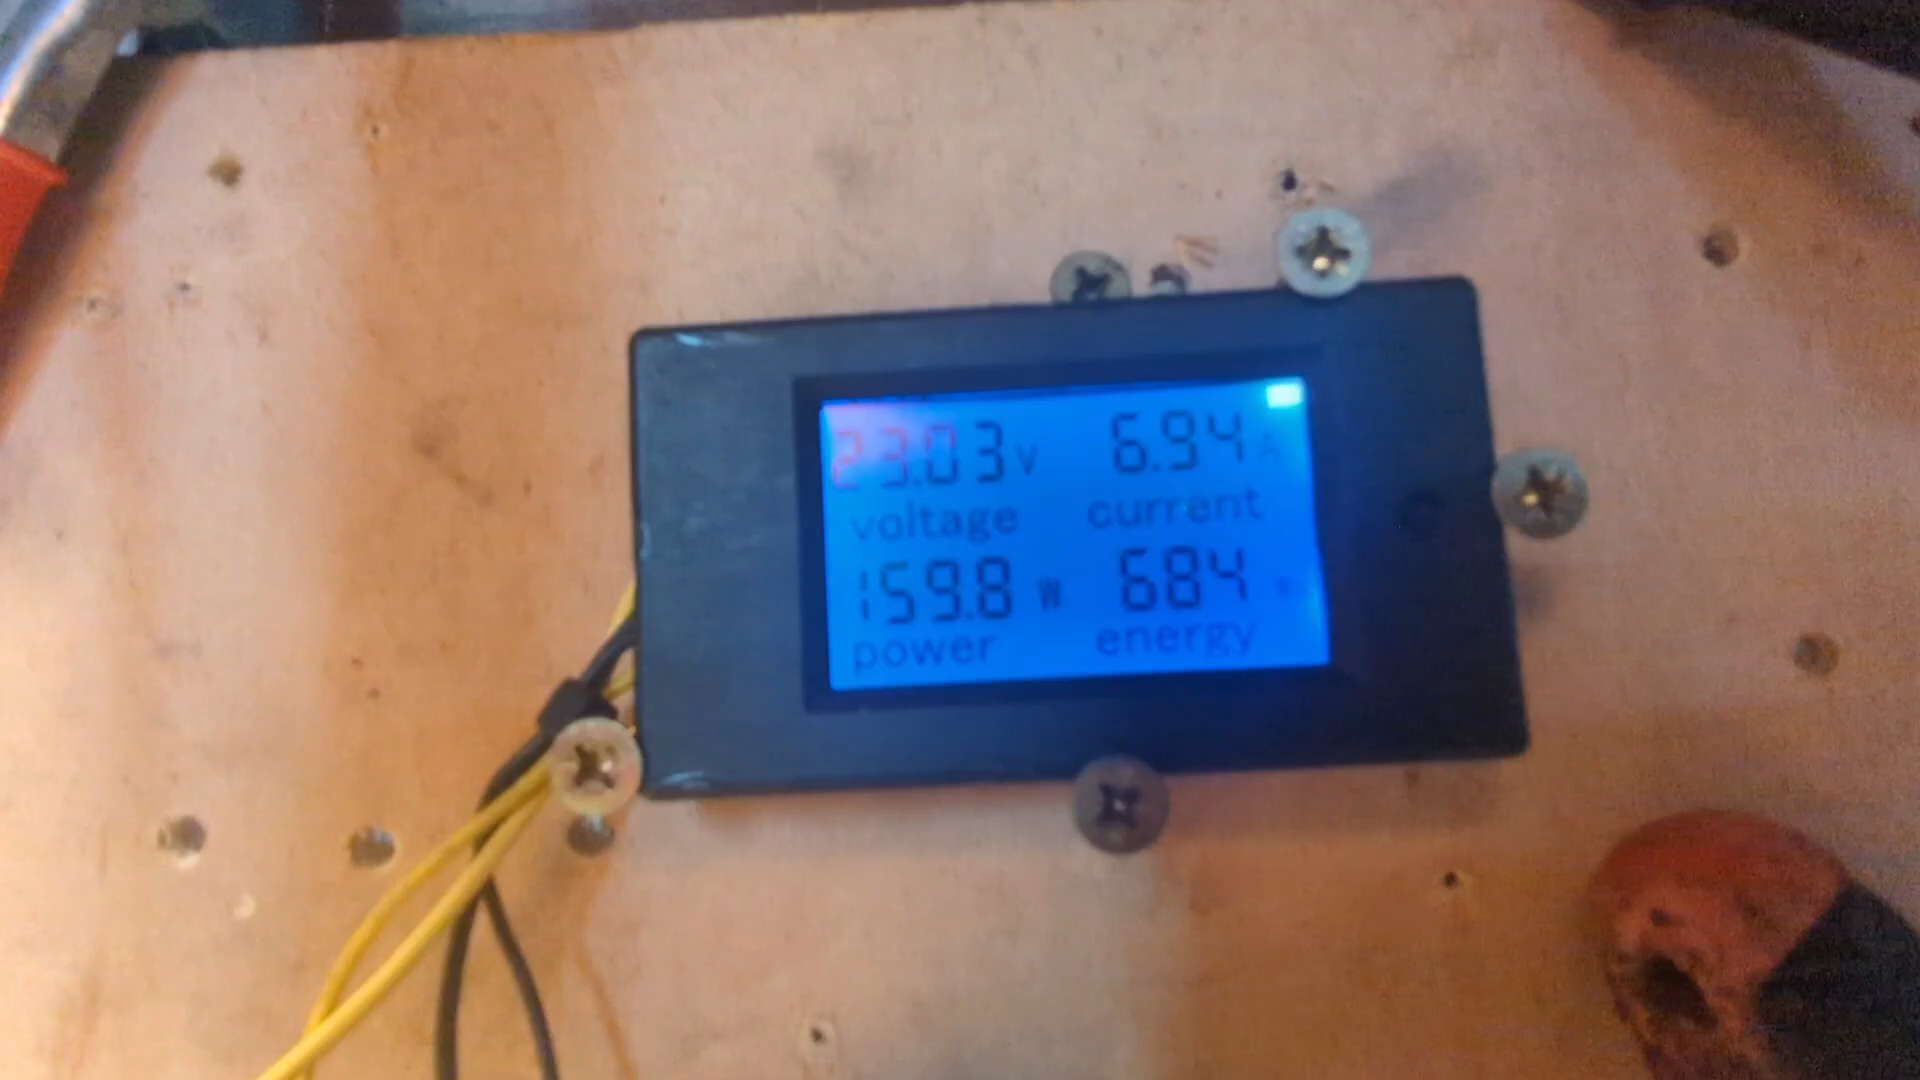 23.03 V 6.94 A
voltage current
159.8 W 684
power energy